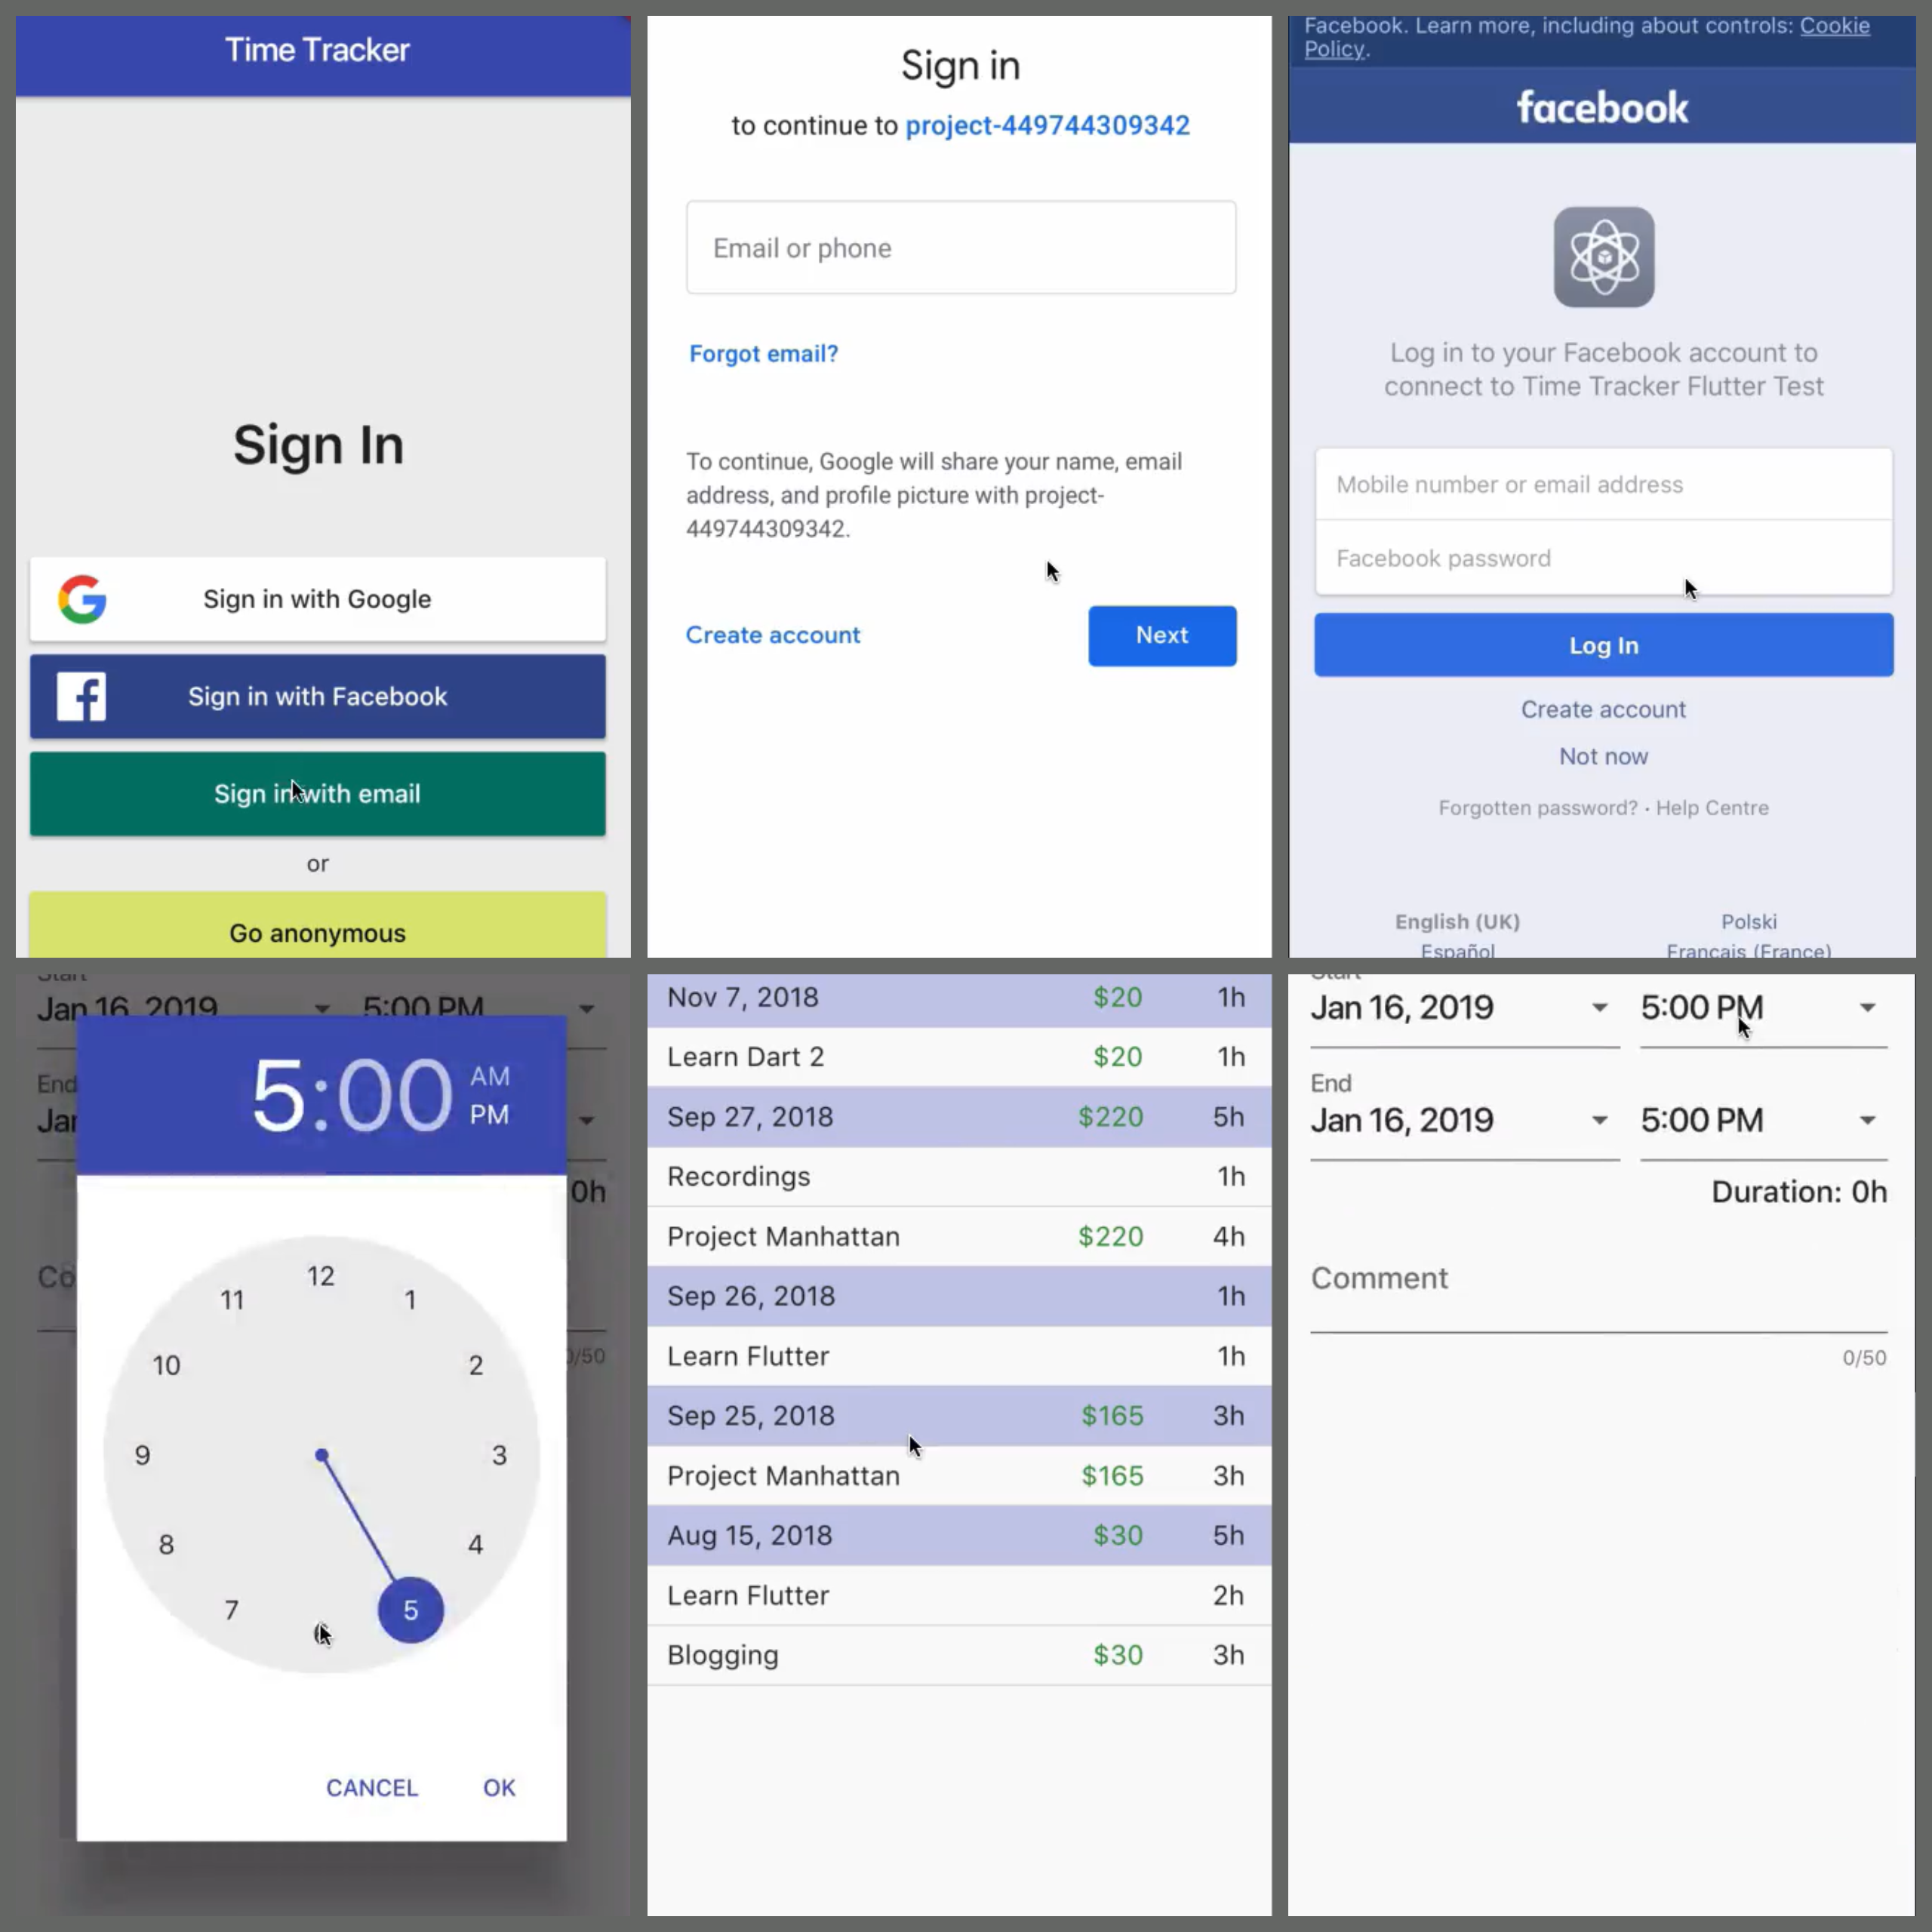 Time Tracker
Sign In
Sign in with Google
Sign in with Facebook
Sign in with email
or
Go anonymous
Sign in
to continue to project-449744309342
Email or phone
Forgot email?
To continue, Google will share your name, email
address, and profile picture with project-
449744309342.
Create account
Next
Facebook. Learn more, including about controls: Cookie
Policy.
facebook
Log in to your Facebook account to
connect to Time Tracker Flutter Test
Mobile number or email address
Facebook password
Log In
Create account
Not now
Forgotten password? • Help Centre
English (UK) Polski
Español Français (France)
Start
Jan 16, 2019 5:00 PM
End
Jan
5:00 AM
PM
0h
Co
0/50
12
11 1
10 2
9 3
8 4
7 5
CANCEL OK
Nov 7, 2018 $20 1h
Learn Dart 2 $20 1h
Sep 27, 2018 $220 5h
Recordings 1h
Project Manhattan $220 4h
Sep 26, 2018 1h
Learn Flutter 1h
Sep 25, 2018 $165 3h
Project Manhattan $165 3h
Aug 15, 2018 $30 5h
Learn Flutter 2h
Blogging $30 3h
Start
Jan 16, 2019 5:00 PM
End
Jan 16, 2019 5:00 PM
Duration: 0h
Comment
0/50